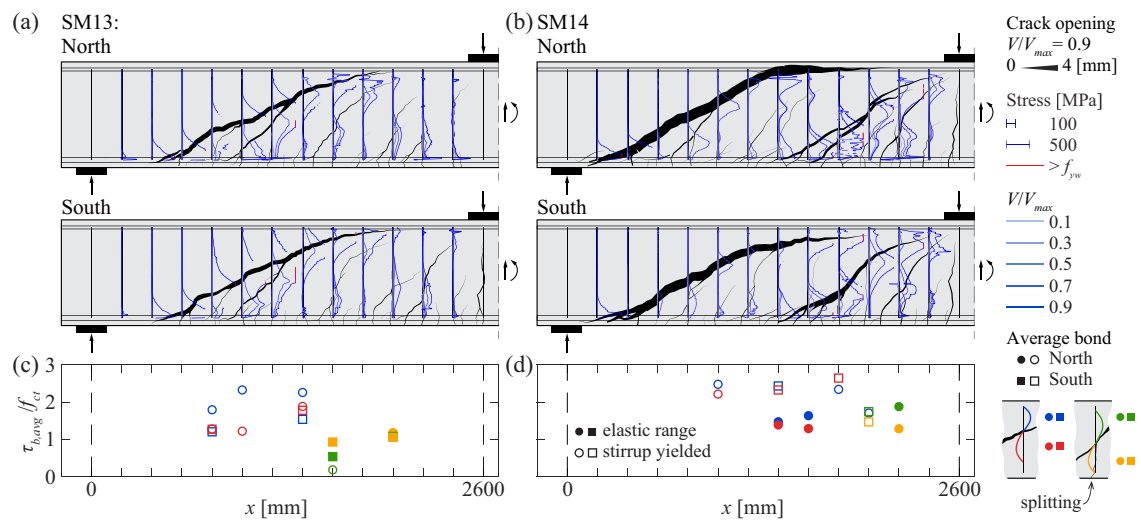 (a) SM13:
North
(b) SM14
North
Crack opening
V/Vmax = 0.9
0 4 [mm]
Stress [MPa]
100
500
> fyw
South
South
V/Vmax
0.1
0.3
0.5
0.7
0.9
Average bond
North
South
(c)
3
2
1
0
τb,avg/fct
0 2600
x [mm]
(d)
elastic range
stirrup yielded
0 2600
x [mm]
splitting